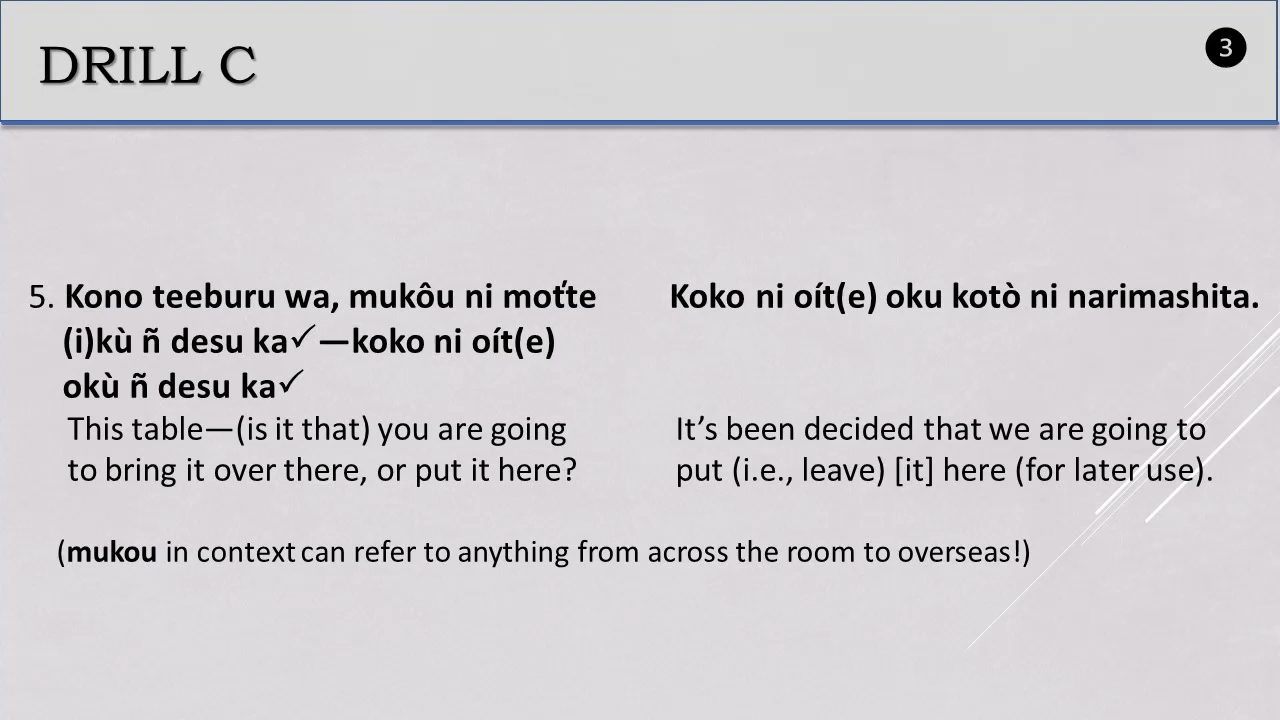 DRILL C
3
5. Kono teeburu wa, mukôu ni mot́te
(i)kù ñ desu ka✓—koko ni oít(e)
okù ñ desu ka✓
Koko ni oít(e) oku kotò ni narimashita.
This table—(is it that) you are going
to bring it over there, or put it here?
It’s been decided that we are going to
put (i.e., leave) [it] here (for later use).
(mukou in context can refer to anything from across the room to overseas!)